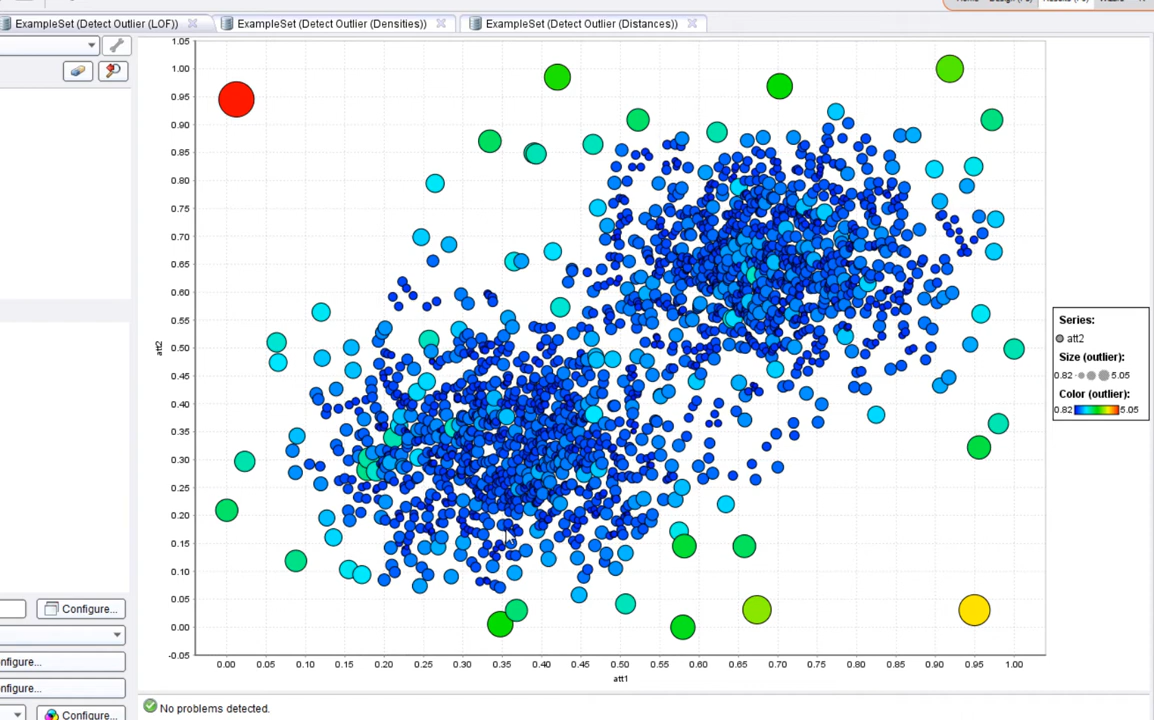 ExampleSet (Detect Outlier (LOF))
ExampleSet (Detect Outlier (Densities))
ExampleSet (Detect Outlier (Distances))
1.05
1.00
0.95
0.90
0.85
0.80
0.75
0.70
0.65
0.60
0.55
0.50
0.45
0.40
0.35
0.30
0.25
0.20
0.15
0.10
0.05
0.00
-0.05
att2
0.00 0.05 0.10 0.15 0.20 0.25 0.30 0.35 0.40 0.45 0.50 0.55 0.60 0.65 0.70 0.75 0.80 0.85 0.90 0.95 1.00
att1
Series:
att2
Size (outlier):
0.82 5.05
Color (outlier):
0.82 5.05
Configure...
nfigure...
nfigure...
Configure...
No problems detected.